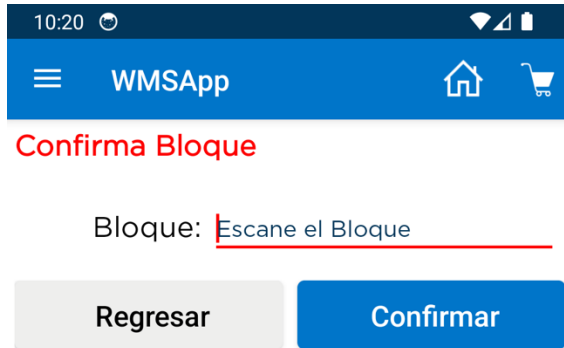 10:20
WMSApp
Confirma Bloque
Bloque: Escane el Bloque
Regresar Confirmar